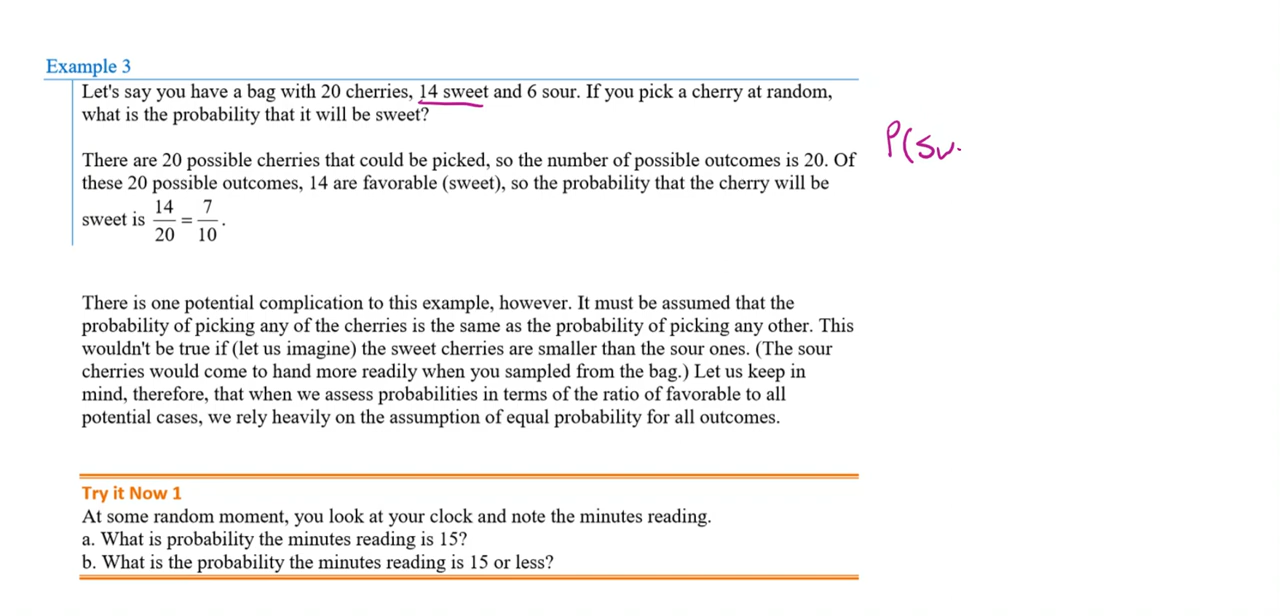 Example 3
Let's say you have a bag with 20 cherries, 14 sweet and 6 sour. If you pick a cherry at random,
what is the probability that it will be sweet?
There are 20 possible cherries that could be picked, so the number of possible outcomes is 20. Of
these 20 possible outcomes, 14 are favorable (sweet), so the probability that the cherry will be
sweet is 14/20 = 7/10.
P(Sw
There is one potential complication to this example, however. It must be assumed that the
probability of picking any of the cherries is the same as the probability of picking any other. This
wouldn't be true if (let us imagine) the sweet cherries are smaller than the sour ones. (The sour
cherries would come to hand more readily when you sampled from the bag.) Let us keep in
mind, therefore, that when we assess probabilities in terms of the ratio of favorable to all
potential cases, we rely heavily on the assumption of equal probability for all outcomes.
Try it Now 1
At some random moment, you look at your clock and note the minutes reading.
a. What is probability the minutes reading is 15?
b. What is the probability the minutes reading is 15 or less?